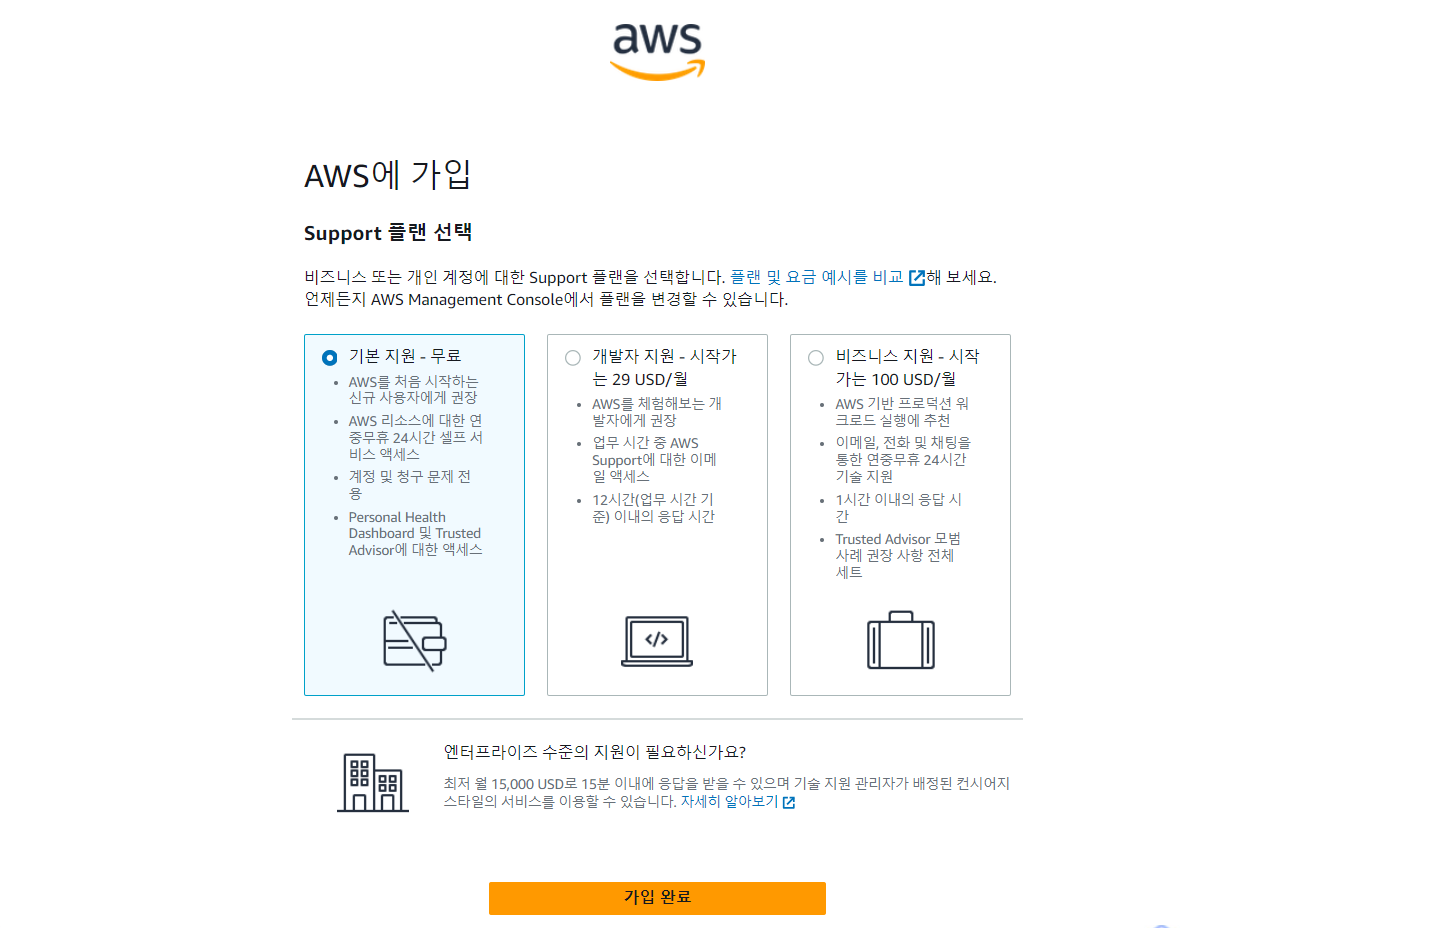 aws
AWS에 가입
Support 플랜 선택
비즈니스 또는 개인 계정에 대한 Support 플랜을 선택합니다. 플랜 및 요금 예시를 비교 해 보세요.
언제든지 AWS Management Console에서 플랜을 변경할 수 있습니다.
기본 지원 - 무료
AWS를 처음 시작하는
신규 사용자에게 권장
AWS 리소스에 대한 연
중무휴 24시간 셀프 서
비스 액세스
계정 및 청구 문제 전
용
Personal Health
Dashboard 및 Trusted
Advisor에 대한 액세스
개발자 지원 - 시작가
는 29 USD/월
AWS를 체험해보는 개
발자에게 권장
업무 시간 중 AWS
Support에 대한 이메
일 액세스
12시간(업무 시간 기
준) 이내의 응답 시간
</>
비즈니스 지원 - 시작
가는 100 USD/월
AWS 기반 프로덕션 워
크로드 실행에 추천
이메일, 전화 및 채팅을
통한 연중무휴 24시간
기술 지원
1시간 이내의 응답 시
간
Trusted Advisor 모범
사례 권장 사항 전체
세트
엔터프라이즈 수준의 지원이 필요하신가요?
최저 월 15,000 USD로 15분 이내에 응답을 받을 수 있으며 기술 지원 관리자가 배정된 컨시어지
스타일의 서비스를 이용할 수 있습니다. 자세히 알아보기
가입 완료